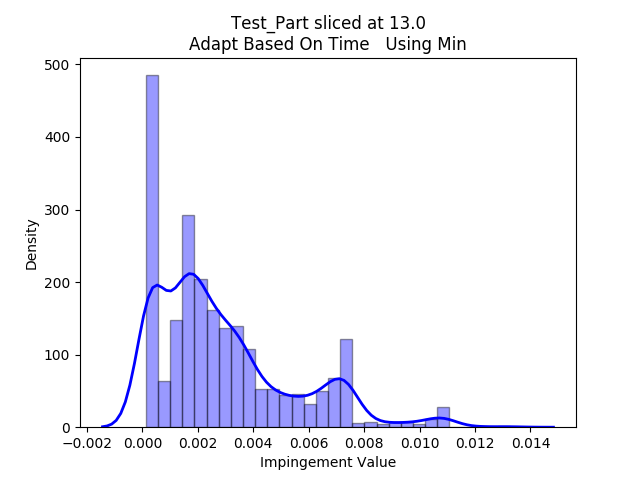 Test_Part sliced at 13.0
Adapt Based On Time   Using Min
500
400
300
200
100
0
Density
−0.002 0.000 0.002 0.004 0.006 0.008 0.010 0.012 0.014
Impingement Value